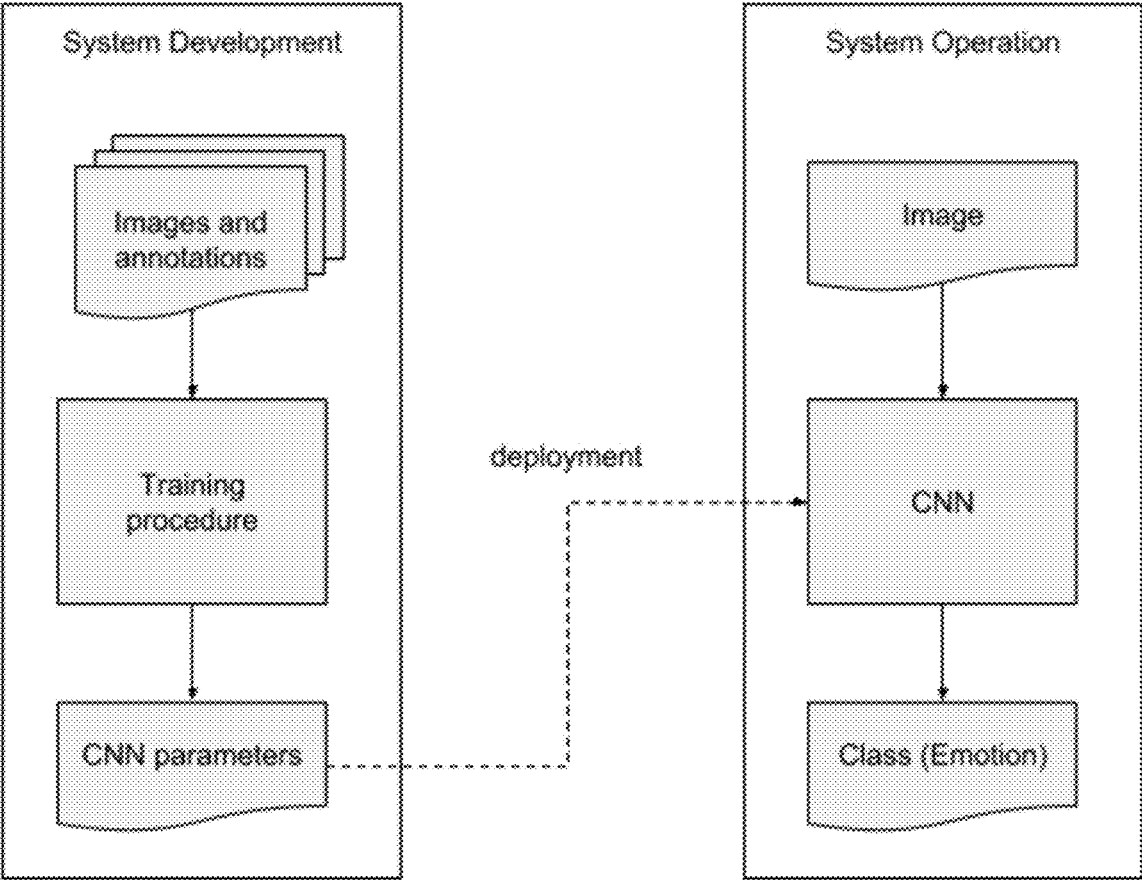 System Development
Images and
annotations
Training
procedure
CNN parameters
deployment
System Operation
Image
CNN
Class (Emotion)